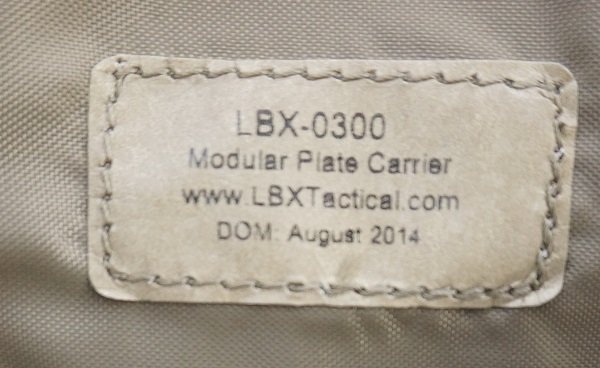 LBX-0300
Modular Plate Carrier
www.LBXTactical.com
DOM: August 2014